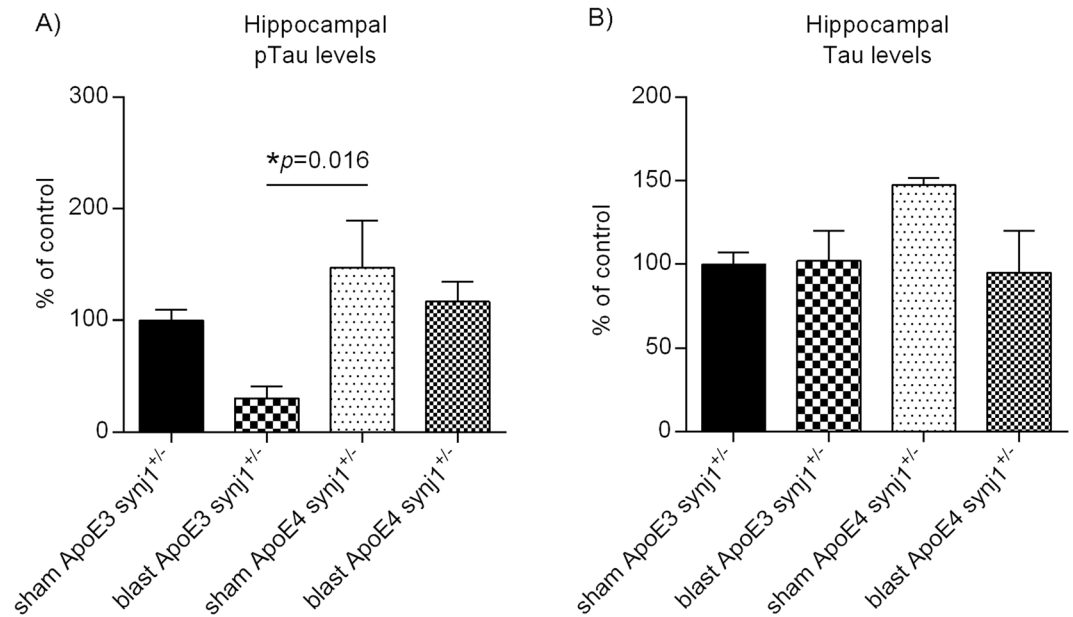 A)
Hippocampal
pTau levels
% of control
300
200
100
0
*p=0.016
sham ApoE3 synj1+/-
blast ApoE3 synj1+/-
sham ApoE4 synj1+/-
blast ApoE4 synj1+/-
B)
Hippocampal
Tau levels
% of control
200
150
100
50
0
sham ApoE3 synj1+/-
blast ApoE3 synj1+/-
sham ApoE4 synj1+/-
blast ApoE4 synj1+/-